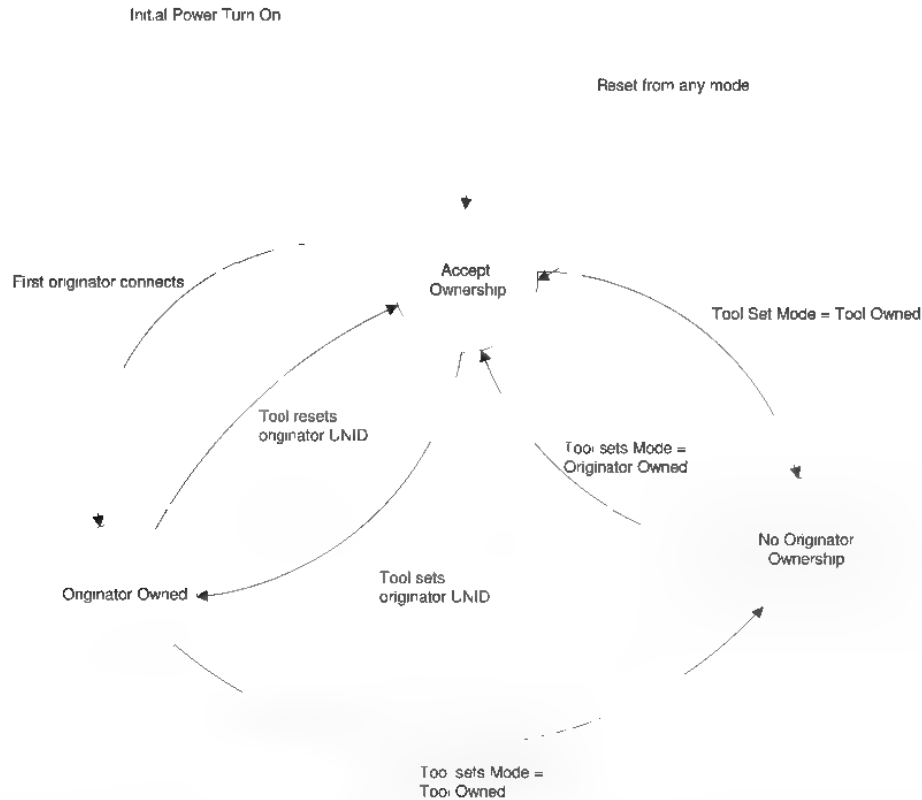 Initial Power Turn On
Reset from any mode
Accept
Ownership
First originator connects
Tool Set Mode = Tool Owned
Tool resets
originator UNID
Tool sets Mode =
Originator Owned
No Originator
Ownership
Tool sets
originator UNID
Originator Owned
Tool sets Mode =
Tool Owned